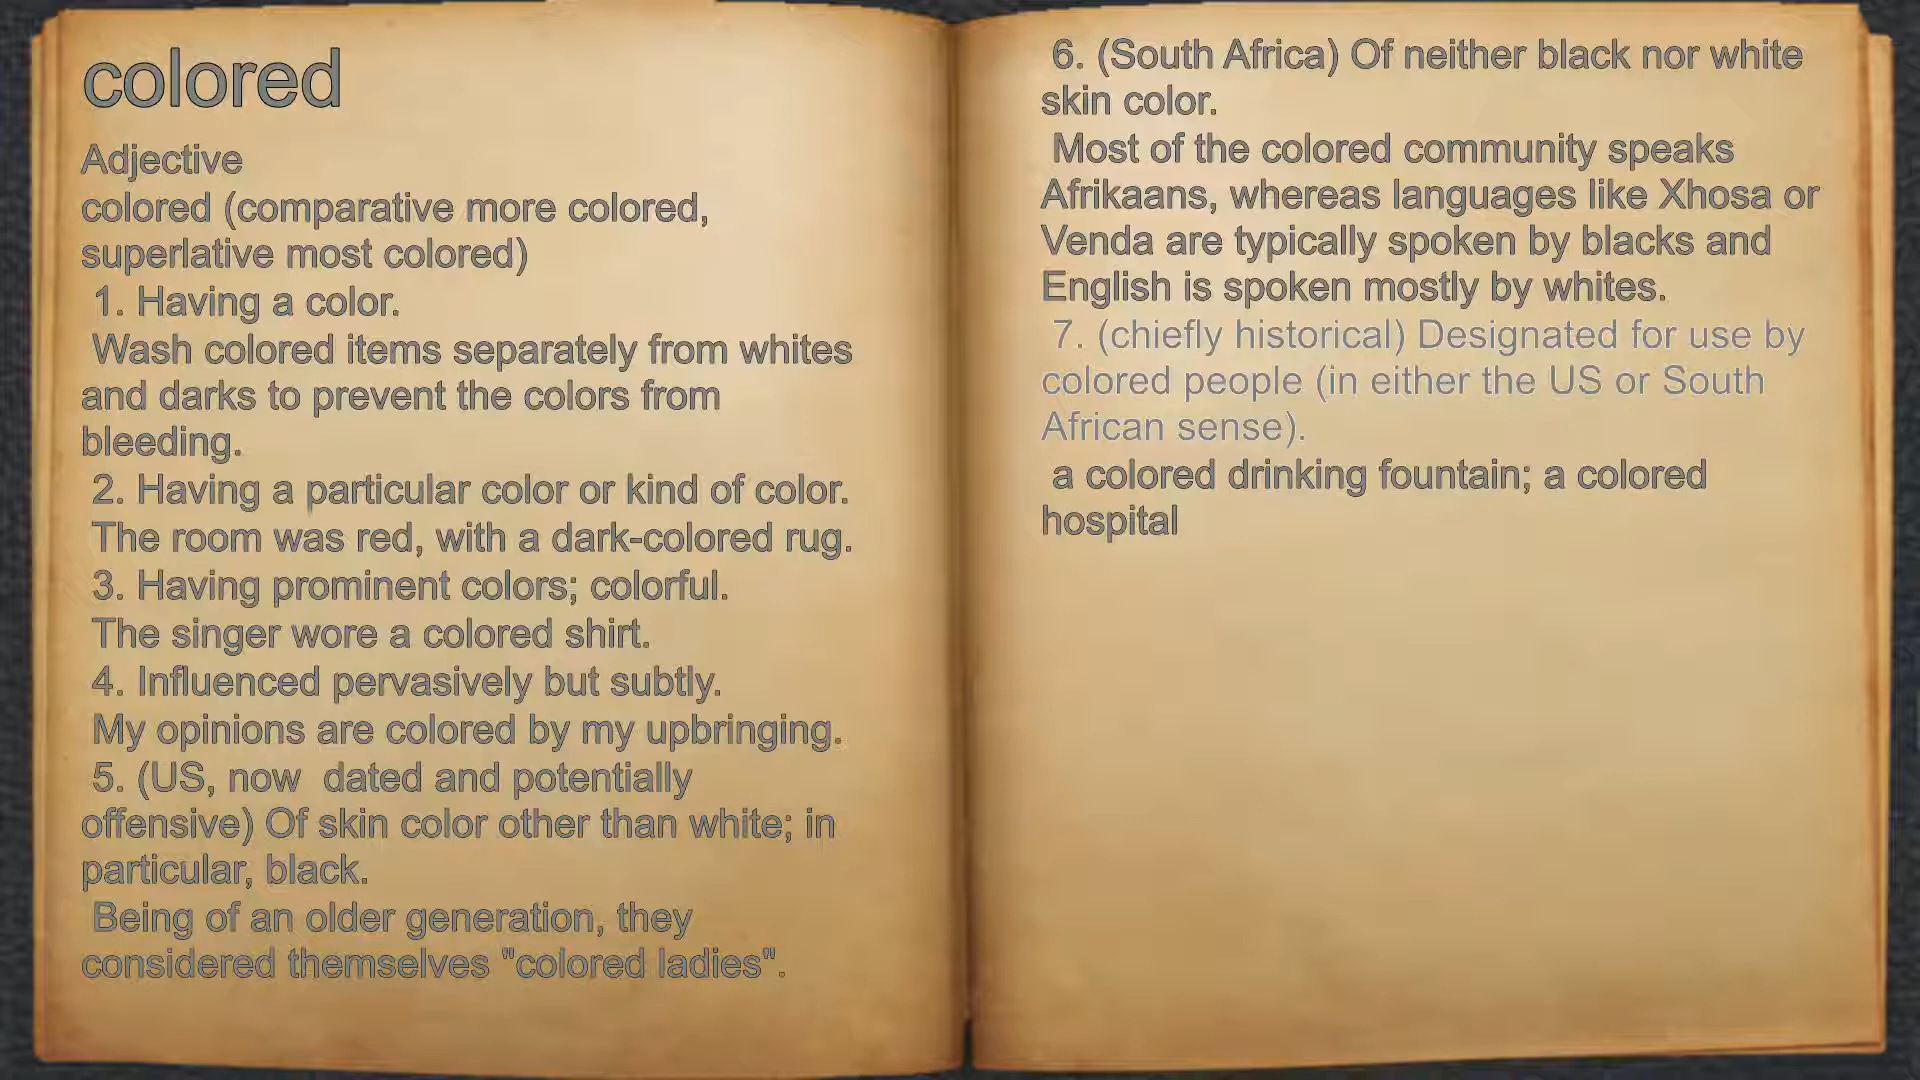 colored
Adjective
colored (comparative more colored,
superlative most colored)
1. Having a color.
Wash colored items separately from whites
and darks to prevent the colors from
bleeding.
2. Having a particular color or kind of color.
The room was red, with a dark-colored rug.
3. Having prominent colors; colorful.
The singer wore a colored shirt.
4. Influenced pervasively but subtly.
My opinions are colored by my upbringing.
5. (US, now  dated and potentially
offensive) Of skin color other than white; in
particular, black.
Being of an older generation, they
considered themselves "colored ladies".
6. (South Africa) Of neither black nor white
skin color.
Most of the colored community speaks
Afrikaans, whereas languages like Xhosa or
Venda are typically spoken by blacks and
English is spoken mostly by whites.
7. (chiefly historical) Designated for use by
colored people (in either the US or South
African sense).
a colored drinking fountain; a colored
hospital